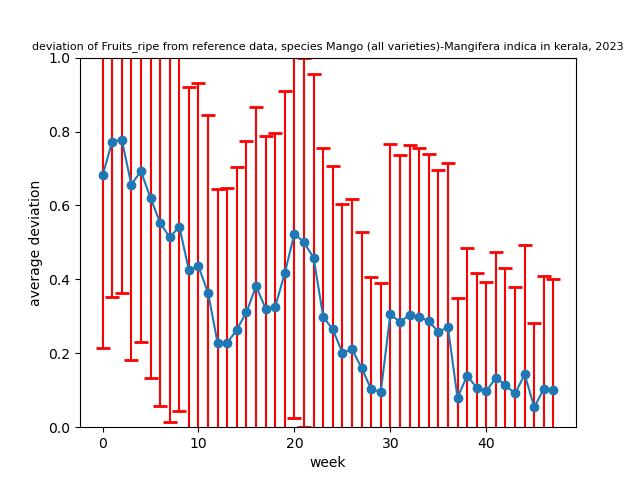 deviation of Fruits_ripe from reference data, species Mango (all varieties)-Mangifera indica in kerala, 2023
1.0
0.8
0.6
0.4
0.2
0.0
average deviation
0 10 20 30 40
week